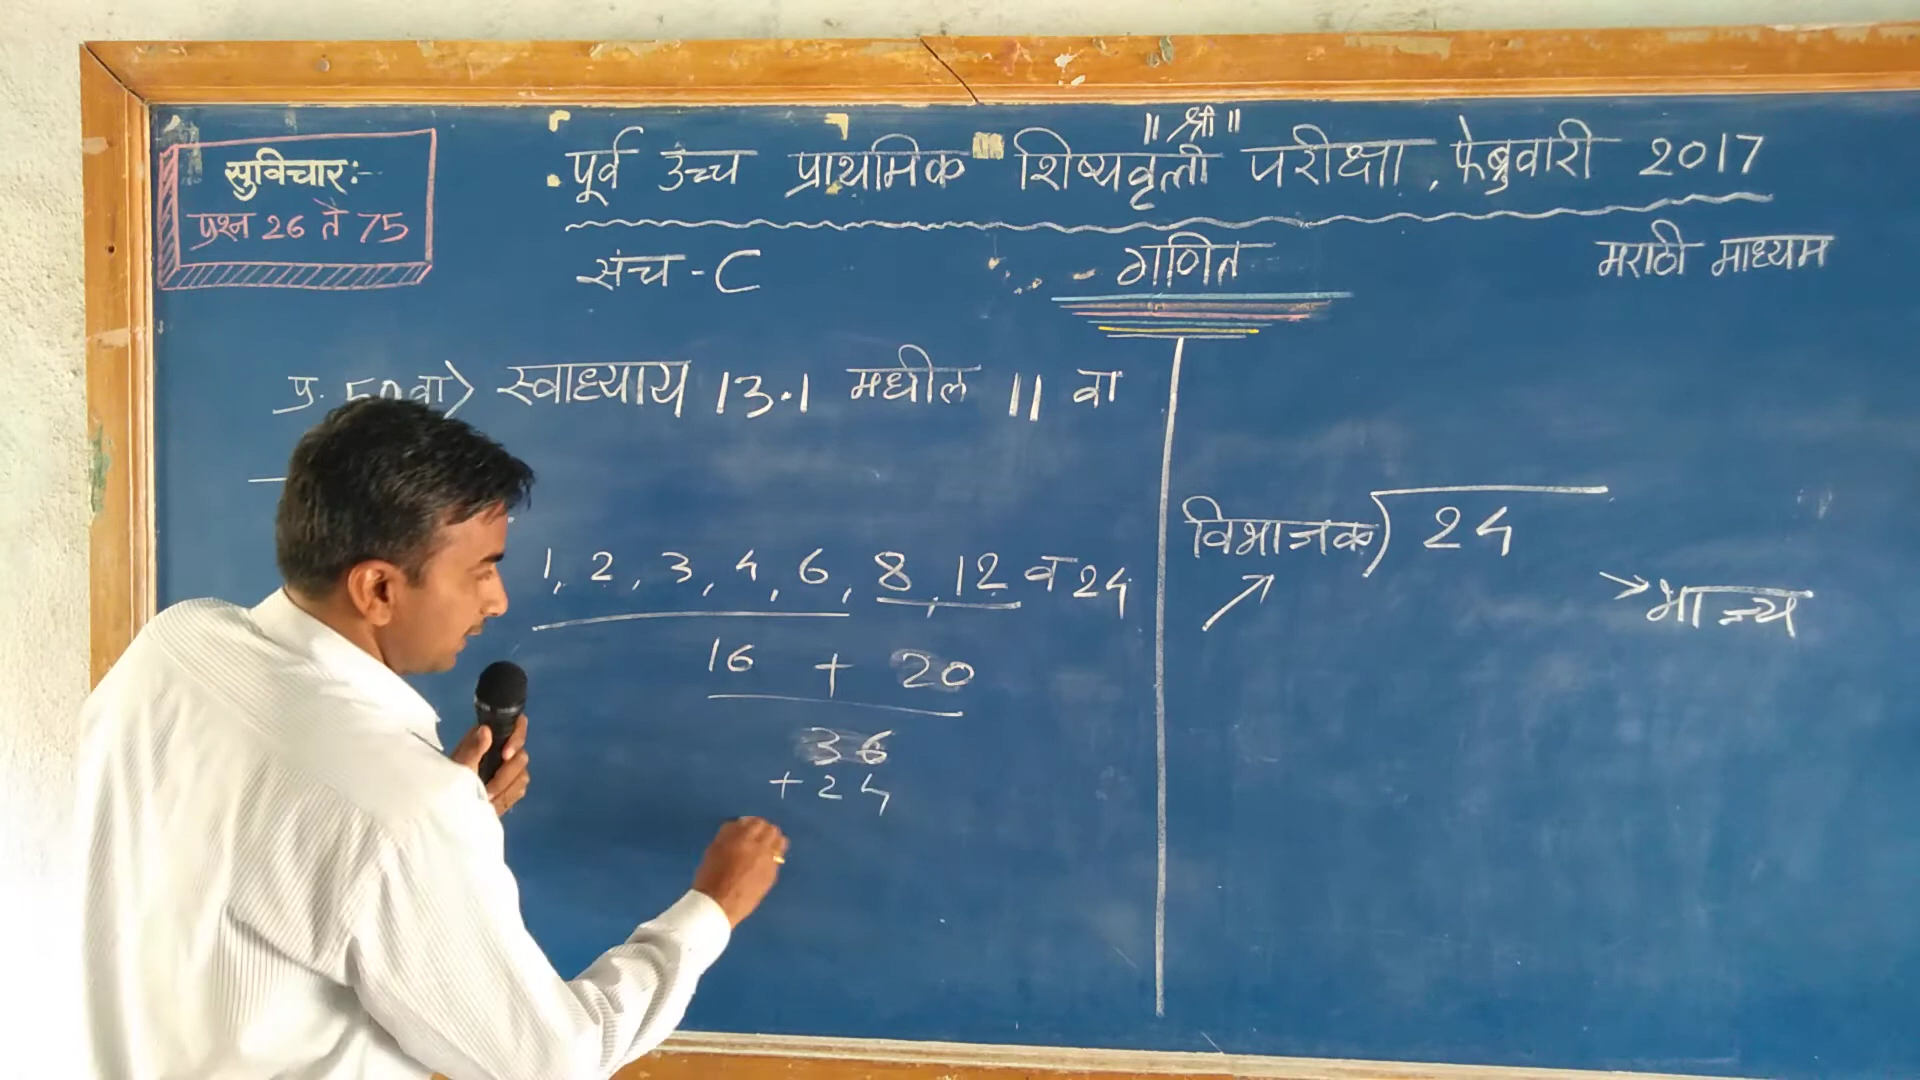 ॥ श्री ॥
सुविचार:-
प्रश्न 26 ते 75
पूर्व उच्च प्राथमिक शिष्यवृत्ती परीक्षा, फेब्रुवारी 2017
संच - C
गणित
मराठी माध्यम
प्र. 50 वा> स्वाध्याय 13.1 मधील 11 वा
1, 2, 3, 4, 6, 8, 12 व 24
16 + 20
36
+ 24
विभाजक) 24
भाज्य